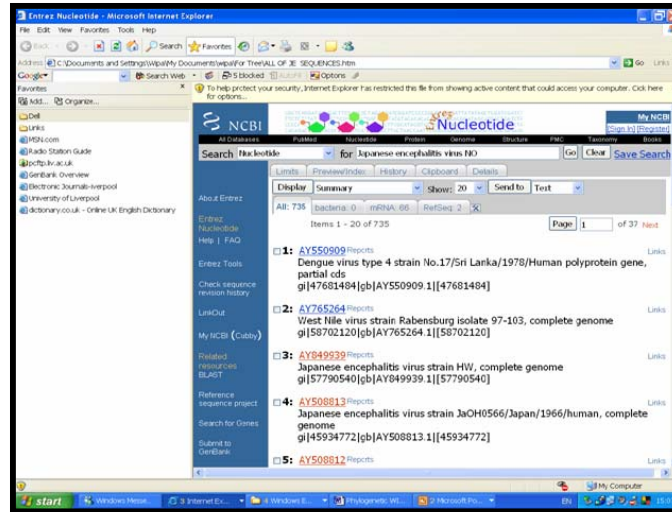 Entrez Nucleotide - Microsoft Internet Explorer
File Edit View Favorites Tools Help
Back Search Favorites
Address C:\Documents and Settings\wipa\My Documents\wipa\For Tree\ALL OF JE SEQUENCES.htm Go Links
Google Search Web 5 blocked Options
Favorites
Add... Organize...
To help protect your security, Internet Explorer has restricted this file from showing active content that could access your computer. Click here
for options...
Dell
Links
MSN.com
Radio Station Guide
pcftp.liv.ac.uk
GenBank Overview
Electronic Journals-liverpool
University of Liverpool
dictionary.co.uk - Online UK English Dictionary
NCBI
Nucleotide
My NCBI
[Sign In] [Register]
All Databases PubMed Nucleotide Protein Genome Structure PMC Taxonomy Books
Search Nucleotide for Japanese encephalitis virus NO Go Clear Save Search
Limits Preview/Index History Clipboard Details
Display Summary Show: 20 Send to Text
All: 735 bacteria: 0 mRNA: 66 RefSeq: 2
Items 1 - 20 of 735 Page 1 of 37 Next
About Entrez
Entrez
Nucleotide
Help | FAQ
Entrez Tools
Check sequence
revision history
LinkOut
My NCBI (Cubby)
Related
resources
BLAST
Reference
sequence project
Search for Genes
Submit to
GenBank
1: AY550909 Reports Links
Dengue virus type 4 strain No.17/Sri Lanka/1978/Human polyprotein gene,
partial cds
gi|47681484|gb|AY550909.1|[47681484]
2: AY765264 Reports Links
West Nile virus strain Rabensburg isolate 97-103, complete genome
gi|58702120|gb|AY765264.1|[58702120]
3: AY849939 Reports Links
Japanese encephalitis virus strain HW, complete genome
gi|57790540|gb|AY849939.1|[57790540]
4: AY508813 Reports Links
Japanese encephalitis virus strain JaOH0566/Japan/1966/human, complete
genome
gi|45934772|gb|AY508813.1|[45934772]
5: AY508812 Reports Links
My Computer
start Windows Messe... 3 Internet Ex... 4 Windows E... Phylogenetic Wi... 2 Microsoft Po... EN